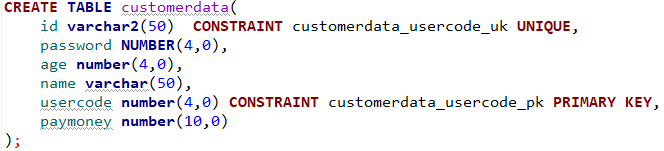 CREATE TABLE customerdata(
id varchar2(50) CONSTRAINT customerdata_usercode_uk UNIQUE,
password NUMBER(4,0),
age number(4,0),
name varchar(50),
usercode number(4,0) CONSTRAINT customerdata_usercode_pk PRIMARY KEY,
paymoney number(10,0)
);